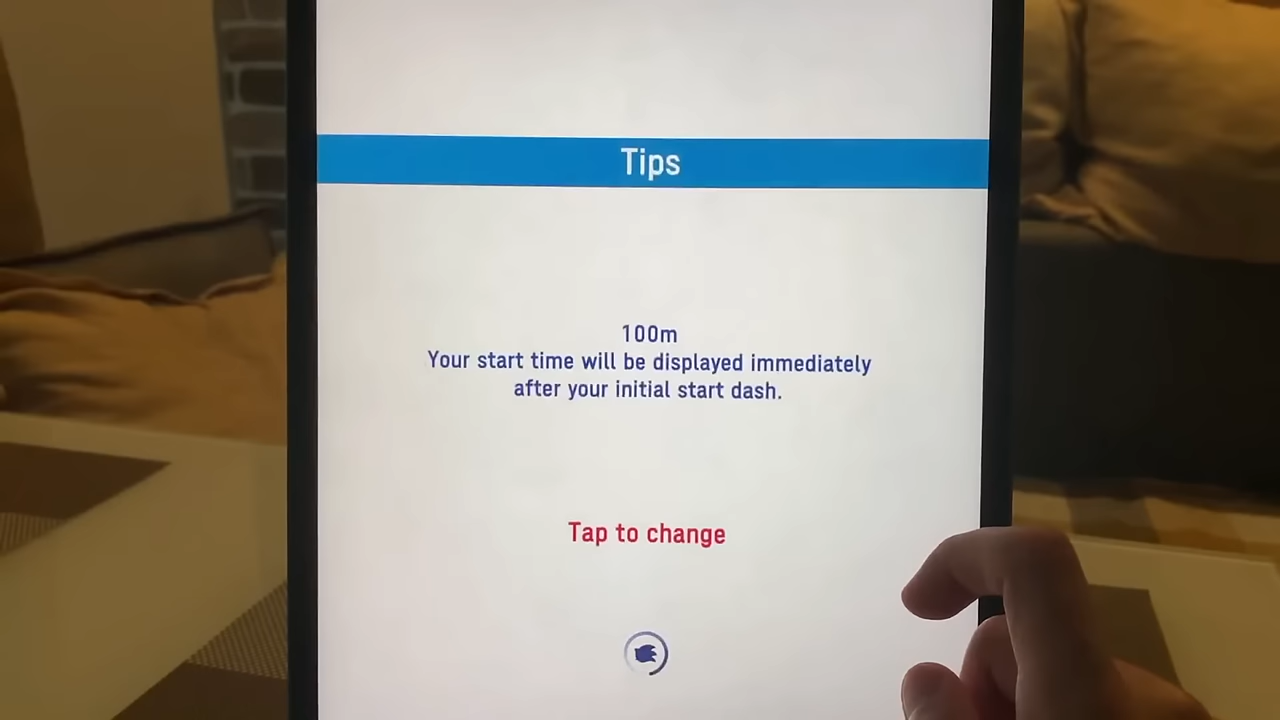 Tips
100m
Your start time will be displayed immediately
after your initial start dash.
Tap to change